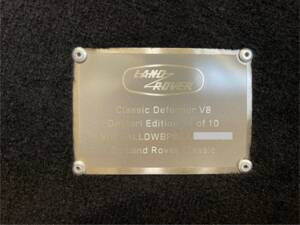 LAND
ROVER
Classic Defender V8
Edition of 10
Land Rover Classic